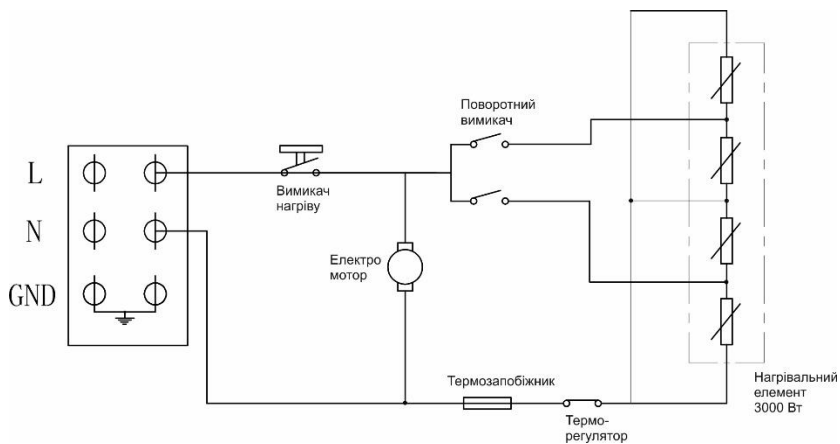 L
N
GND
Вимикач
нагріву
Електро
мотор
Поворотний
вимикач
Термозапобіжник
Термо-
регулятор
Нагрівальний
елемент
3000 Вт